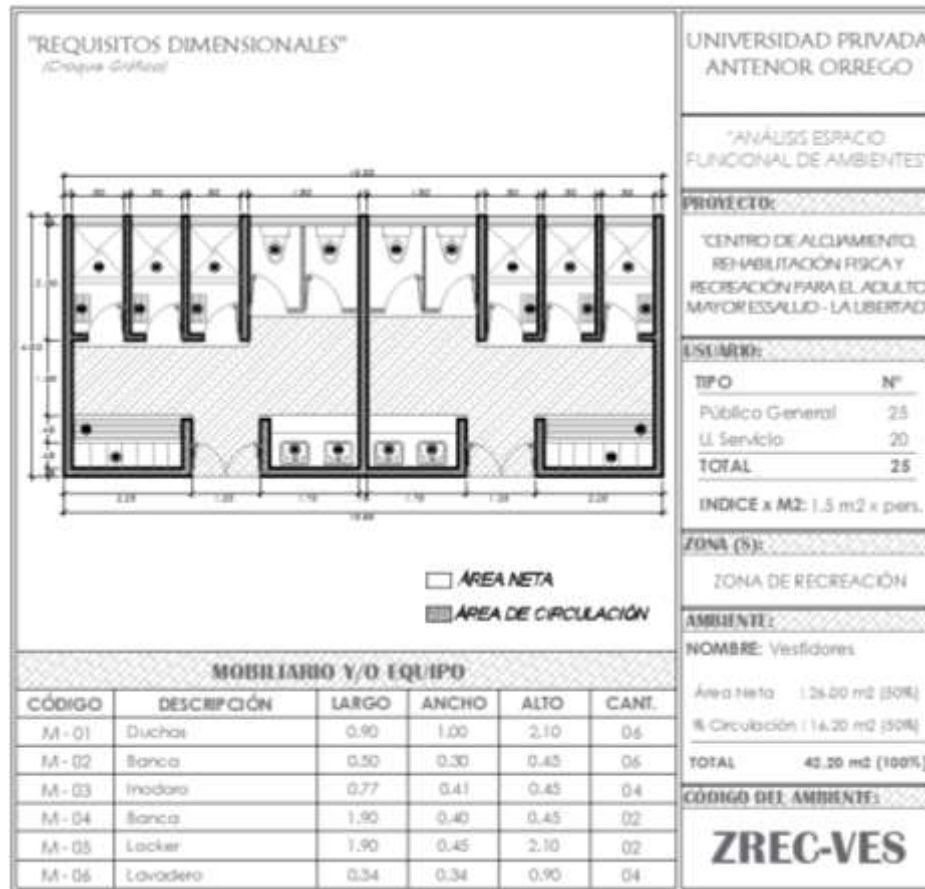 "REQUISITOS DIMENSIONALES"
(Croquis Gráfico)
ÁREA NETA
ÁREA DE CIRCULACIÓN
MOBILIARIO Y/O EQUIPO
CÓDIGO DESCRIPCIÓN LARGO ANCHO ALTO CANT.
M - 01 Duchas 0.90 1.00 2.10 06
M - 02 Banca 0.50 0.30 0.45 06
M - 03 Inodoro 0.77 0.41 0.45 04
M - 04 Banca 1.90 0.40 0.45 02
M - 05 Locker 1.90 0.45 2.10 02
M - 06 Lavadero 0.34 0.34 0.90 04
UNIVERSIDAD PRIVADA
ANTENOR ORREGO
"ANÁLISIS ESPACIO
FUNCIONAL DE AMBIENTES"
PROYECTO:
"CENTRO DE ALOJAMIENTO,
REHABILITACIÓN FISICA Y
RECREACIÓN PARA EL ADULTO
MAYOR ESSALUD - LA LIBERTAD
USUARIO:
TIPO N°
Público General 25
U. Servicio 20
TOTAL 25
INDICE x M2: 1.5 m2 x pers.
ZONA (S):
ZONA DE RECREACIÓN
AMBIENTE:
NOMBRE: Vestidores
Área Neta : 26.00 m2 (50%)
% Circulación : 16.20 m2 (50%)
TOTAL 42.20 m2 (100%)
CÓDIGO DEL AMBIENTE:
ZREC-VES